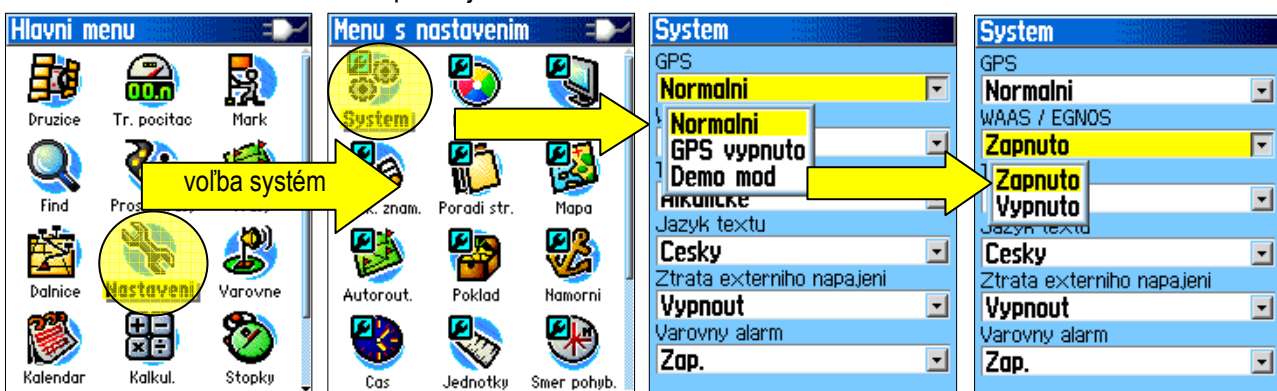 Hlavni menu
Druzice
Tr. pocitac
Mark
Find
Dalnice
Nastaveni
Varovne
Kalendar
Kalkul.
Stopky
voľba systém
Menu s nastavenim
System
znam.
Poradi str.
Mapa
Autorout.
Poklad
Namorni
Cas
Jednotky
Smer pohyb.
System
GPS
Normalni
Normalni
GPS vypnuto
Demo mod
Alkalicke
Jazyk textu
Cesky
Ztrata externiho napajeni
Vypnout
Varovny alarm
Zap.
System
GPS
Normalni
WAAS / EGNOS
Zapnuto
Zapnuto
Vypnuto
Jazyk textu
Cesky
Ztrata externiho napajeni
Vypnout
Varovny alarm
Zap.